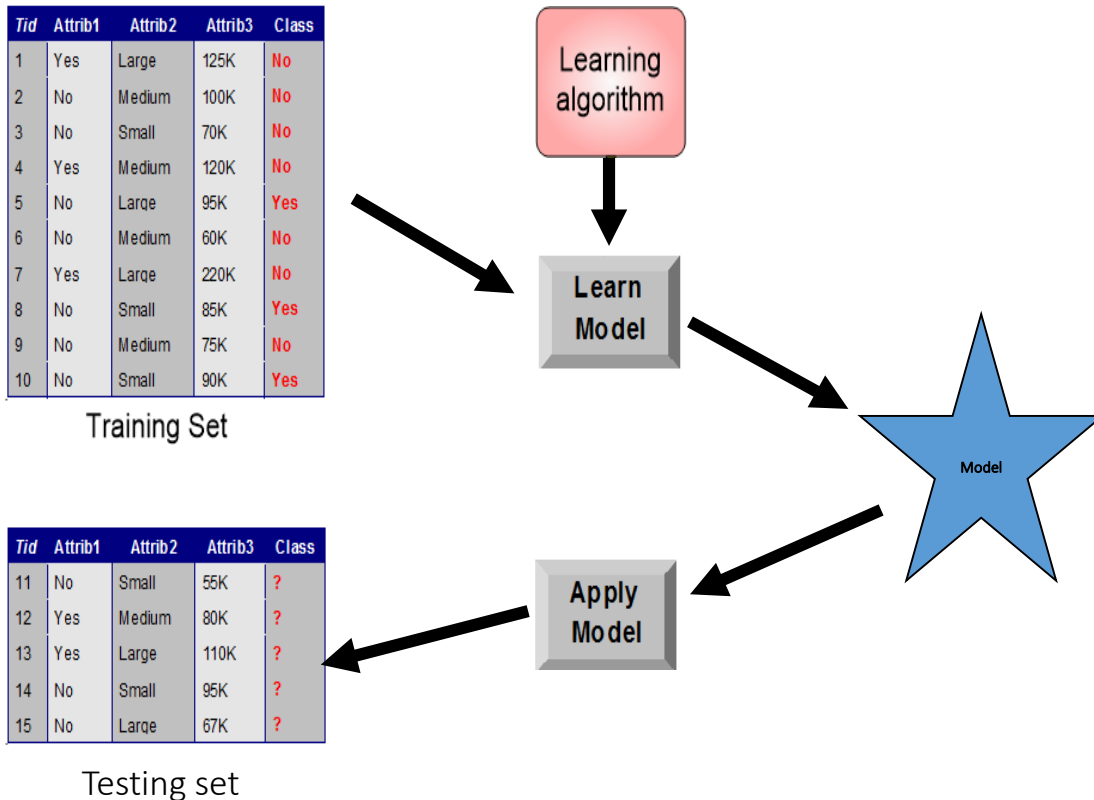 Tid Attrib1 Attrib2 Attrib3 Class
1 Yes Large 125K No
2 No Medium 100K No
3 No Small 70K No
4 Yes Medium 120K No
5 No Large 95K Yes
6 No Medium 60K No
7 Yes Large 220K No
8 No Small 85K Yes
9 No Medium 75K No
10 No Small 90K Yes
Training Set
Learning
algorithm
Learn
Model
Model
Apply
Model
Tid Attrib1 Attrib2 Attrib3 Class
11 No Small 55K ?
12 Yes Medium 80K ?
13 Yes Large 110K ?
14 No Small 95K ?
15 No Large 67K ?
Testing set